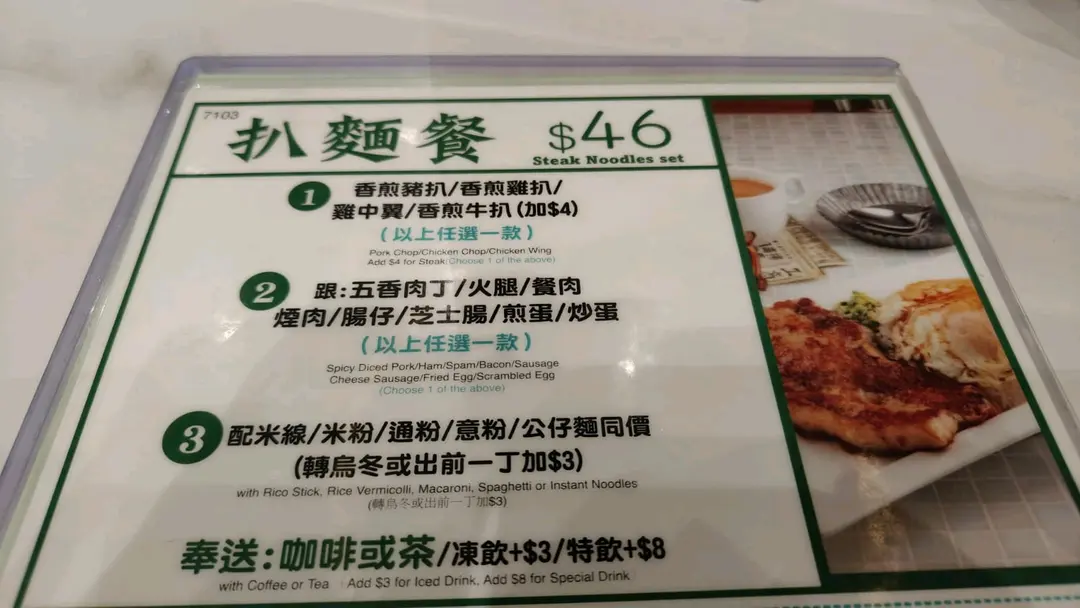 7103
扒麵餐 $46
Steak Noodles set
1 香煎豬扒/香煎雞扒/
雞中翼/香煎牛扒(加$4)
(以上任選一款)
Pork Chop/Chicken Chop/Chicken Wing
Add $4 for Steak(Choose 1 of the above)
2 跟:五香肉丁/火腿/餐肉
煙肉/腸仔/芝士腸/煎蛋/炒蛋
(以上任選一款)
Spicy Diced Pork/Ham/Spam/Bacon/Sausage
Cheese Sausage/Fried Egg/Scrambled Egg
(Choose 1 of the above)
3 配米線/米粉/通粉/意粉/公仔麵同價
(轉烏冬或出前一丁加$3)
with Rico Stick, Rice Vermicolli, Macaroni, Spaghetti or Instant Noodles
(轉烏冬或出前一丁加$3)
奉送:咖啡或茶/凍飲+$3/特飲+$8
with Coffee or Tea Add $3 for Iced Drink, Add $8 for Special Drink